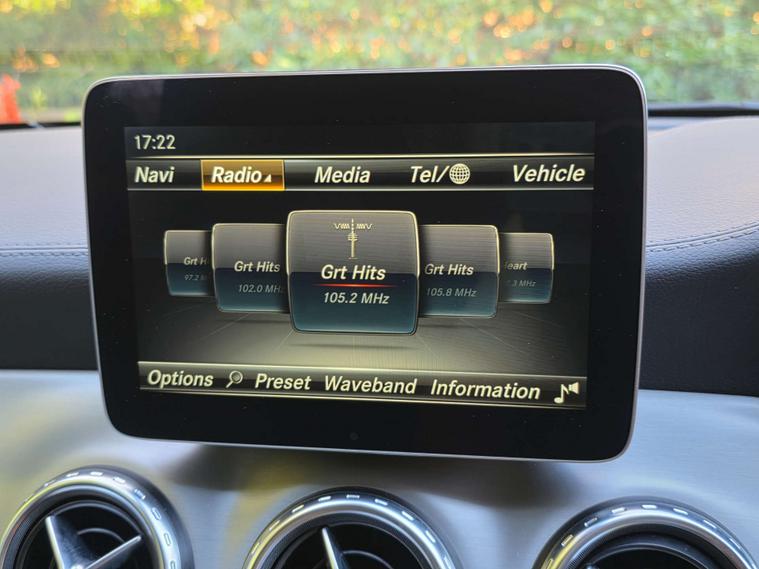 17:22
Navi Radio Media Tel/ Vehicle
Grt Hits Grt Hits Grt Hits
102.0 MHz 105.2 MHz 105.8 MHz
Options Preset Waveband Information